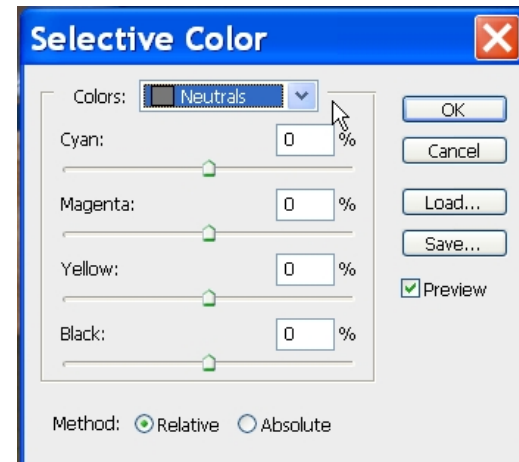 Selective Color
Colors: Neutrals
OK
Cyan: 0 %
Cancel
Magenta: 0 %
Load...
Save...
Yellow: 0 %
Preview
Black: 0 %
Method: Relative Absolute